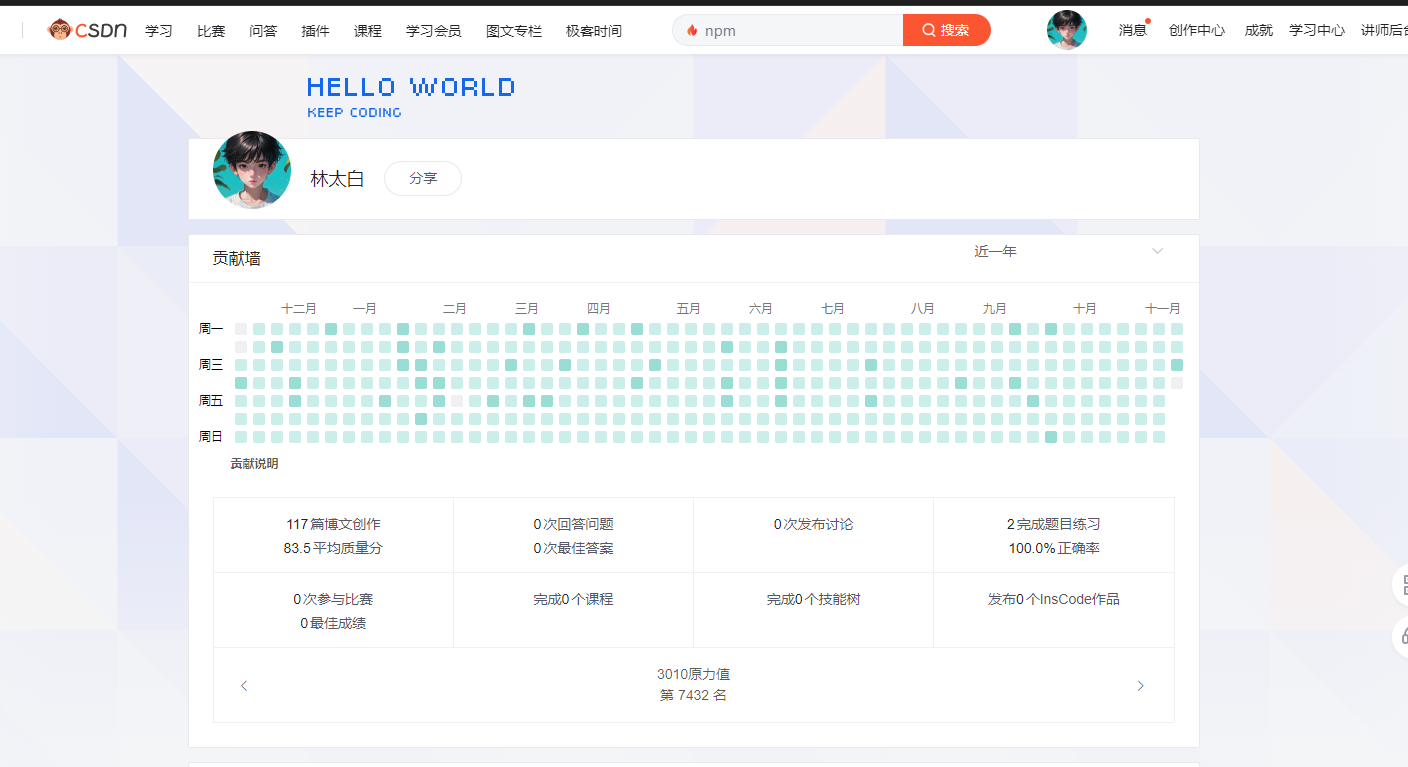 CSDN 学习 比赛 问答 插件 课程 学习会员 图文专栏 极客时间 npm 搜索 消息 创作中心 成就 学习中心 讲师后台
HELLO WORLD
KEEP CODING
林太白 分享
贡献墙 近一年
十二月 一月 二月 三月 四月 五月 六月 七月 八月 九月 十月 十一月
周一
周三
周五
周日
贡献说明
117篇博文创作 0次回答问题 0次发布讨论 2完成题目练习
83.5平均质量分 0次最佳答案 100.0%正确率
0次参与比赛 完成0个课程 完成0个技能树 发布0个InsCode作品
0最佳成绩
3010原力值
第 7432 名